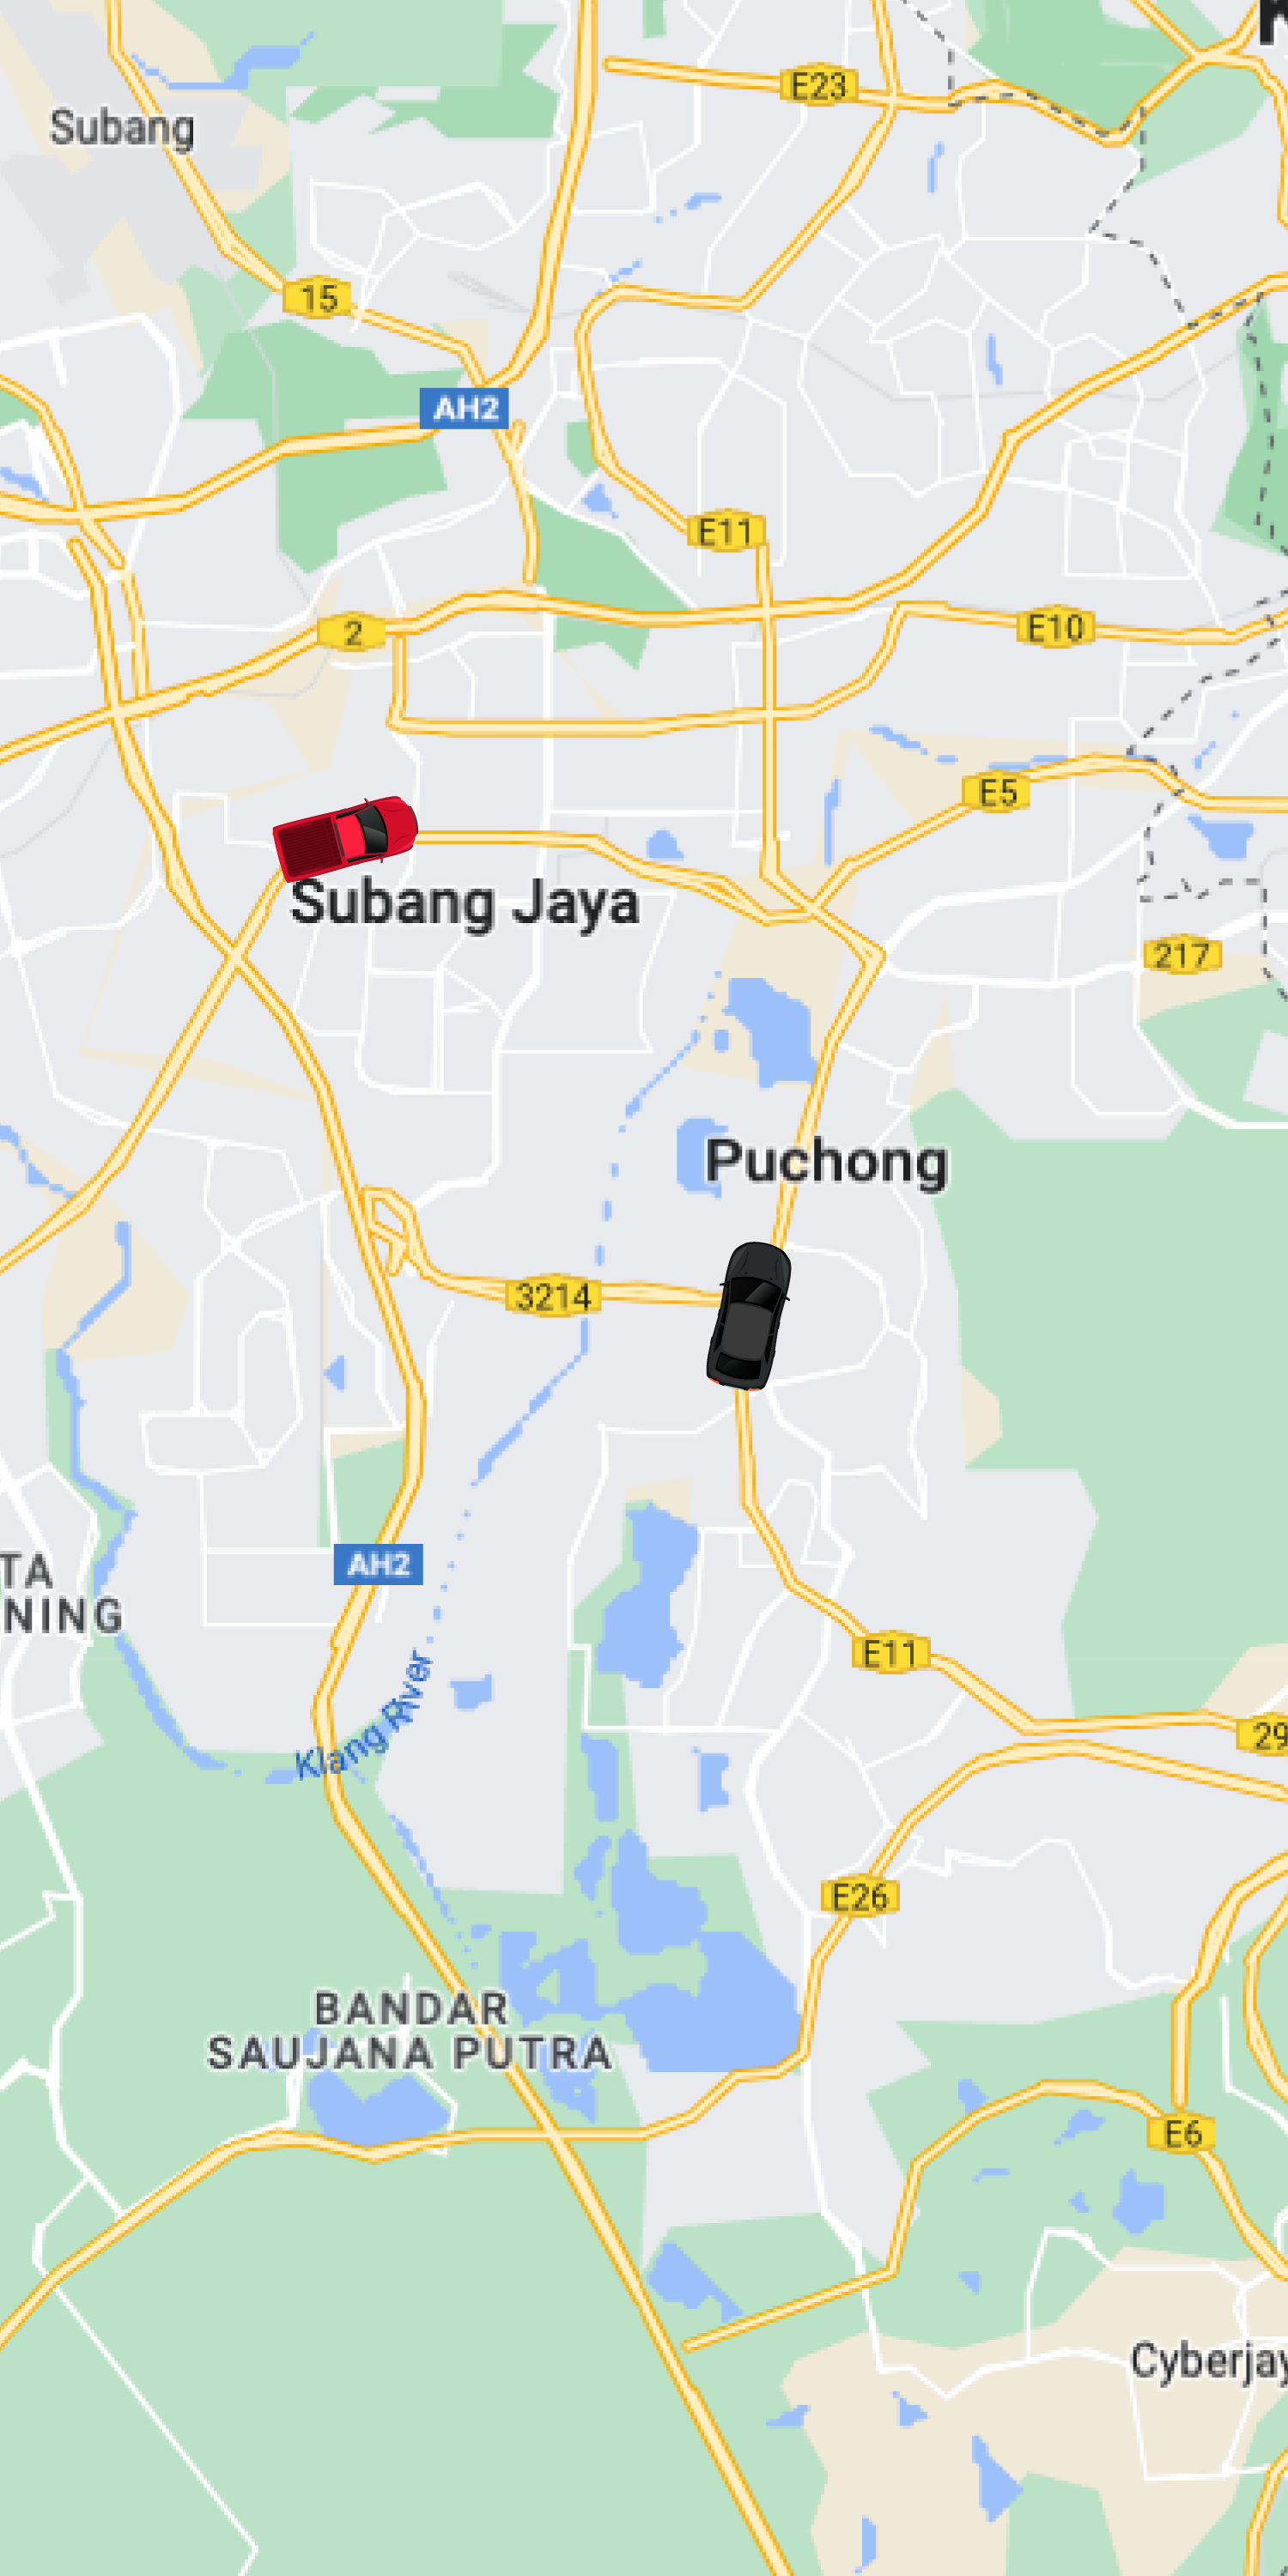 K
E23
Subang
15
AH2
E11
2
E10
E5
Subang Jaya
217
Puchong
3214
TA
NING
AH2
E11
Klang River
29
E26
BANDAR
SAUJANA PUTRA
E6
Cyberjay